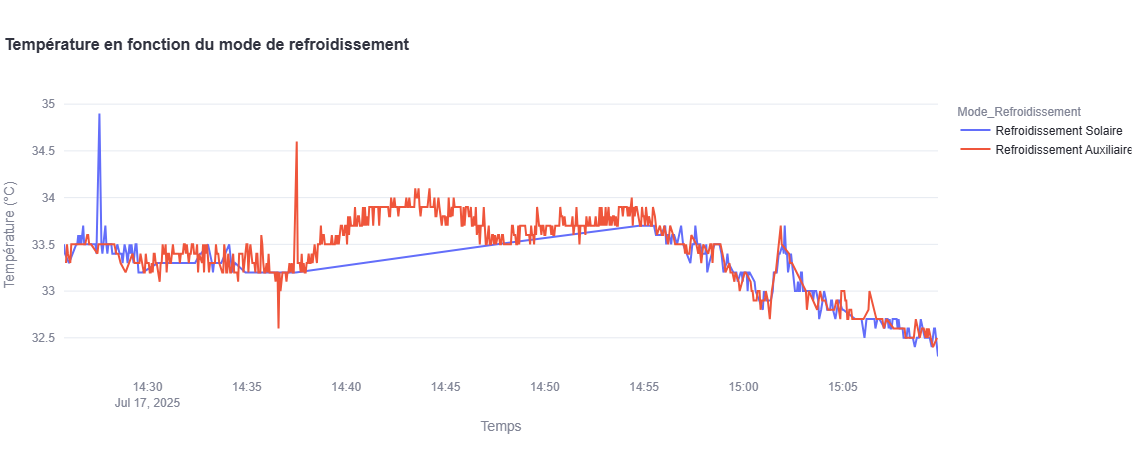 Température en fonction du mode de refroidissement
Mode_Refroidissement
Refroidissement Solaire
Refroidissement Auxiliaire
Température (°C)
35
34.5
34
33.5
33
32.5
14:30
14:35
14:40
14:45
14:50
14:55
15:00
15:05
Jul 17, 2025
Temps